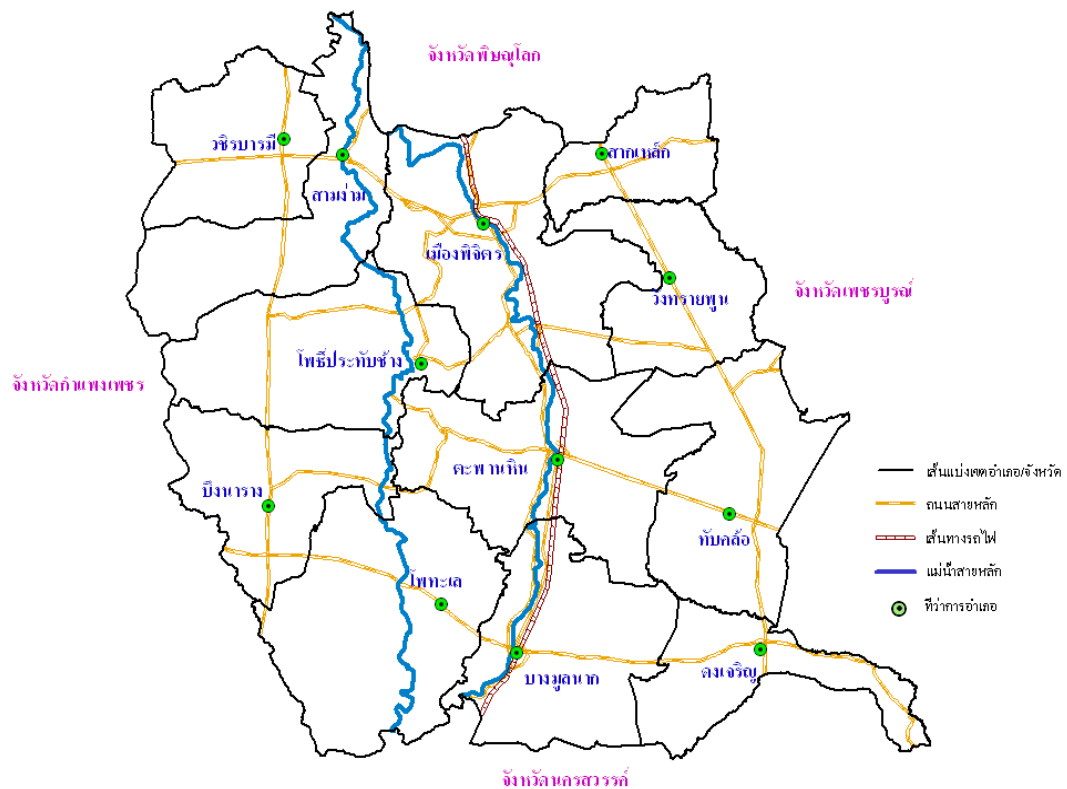 จังหวัดพิษณุโลก
วชิรบารมี
สากเหล็ก
สามง่าม
เมืองพิจิตร
วังทรายพูน
จังหวัดเพชรบูรณ์
โพธิ์ประทับช้าง
จังหวัดกำแพงเพชร
ตะพานหิน
เส้นแบ่งเขตอำเภอ/จังหวัด
บึงนาราง
ถนนสายหลัก
ทับคล้อ
เส้นทางรถไฟ
แม่น้ำสายหลัก
โพทะเล
ที่ว่าการอำเภอ
บางมูลนาก
ดงเจริญ
จังหวัดนครสวรรค์